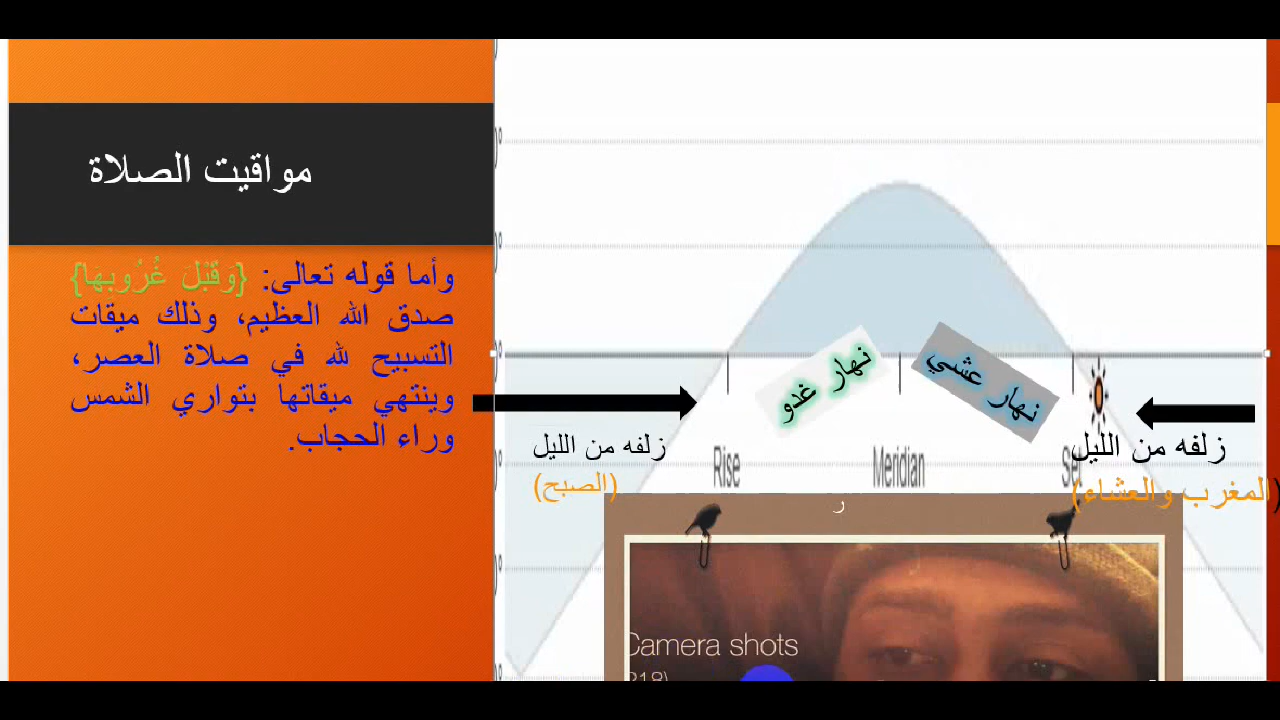 مواقيت الصلاة
وأما قوله تعالى: {وَقَبْلَ غُرُوبِها}
صدق الله العظيم، وذلك ميقات
التسبيح لله في صلاة العصر،
وينتهي ميقاتها بتواري الشمس
وراء الحجاب.
نهار غدو
نهار عشي
زلفه من الليل
(الصبح)
زلفه من الليل
(المغرب والعشاء)
Rise
Meridian
Set
ر
Camera shots
218)